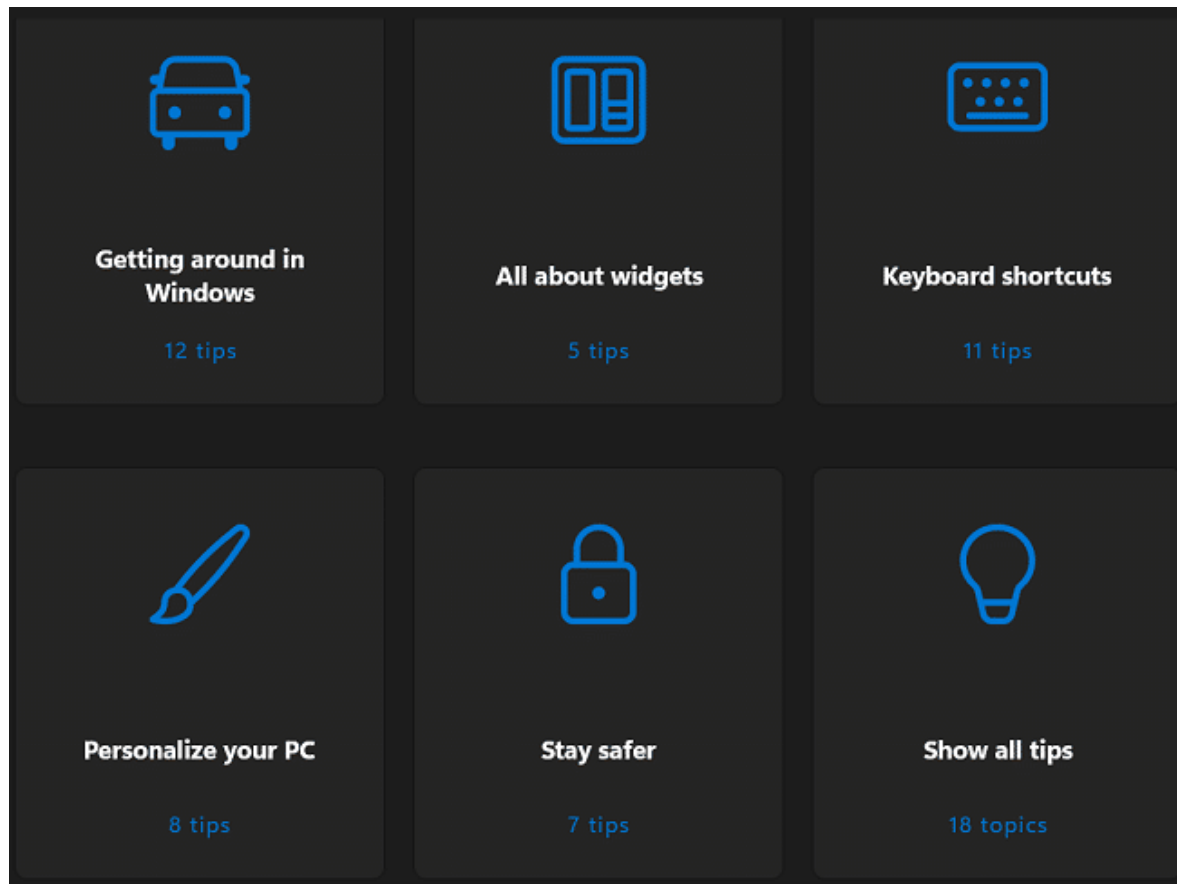 Getting around in
Windows
12 tips
All about widgets
5 tips
Keyboard shortcuts
11 tips
Personalize your PC
8 tips
Stay safer
7 tips
Show all tips
18 topics